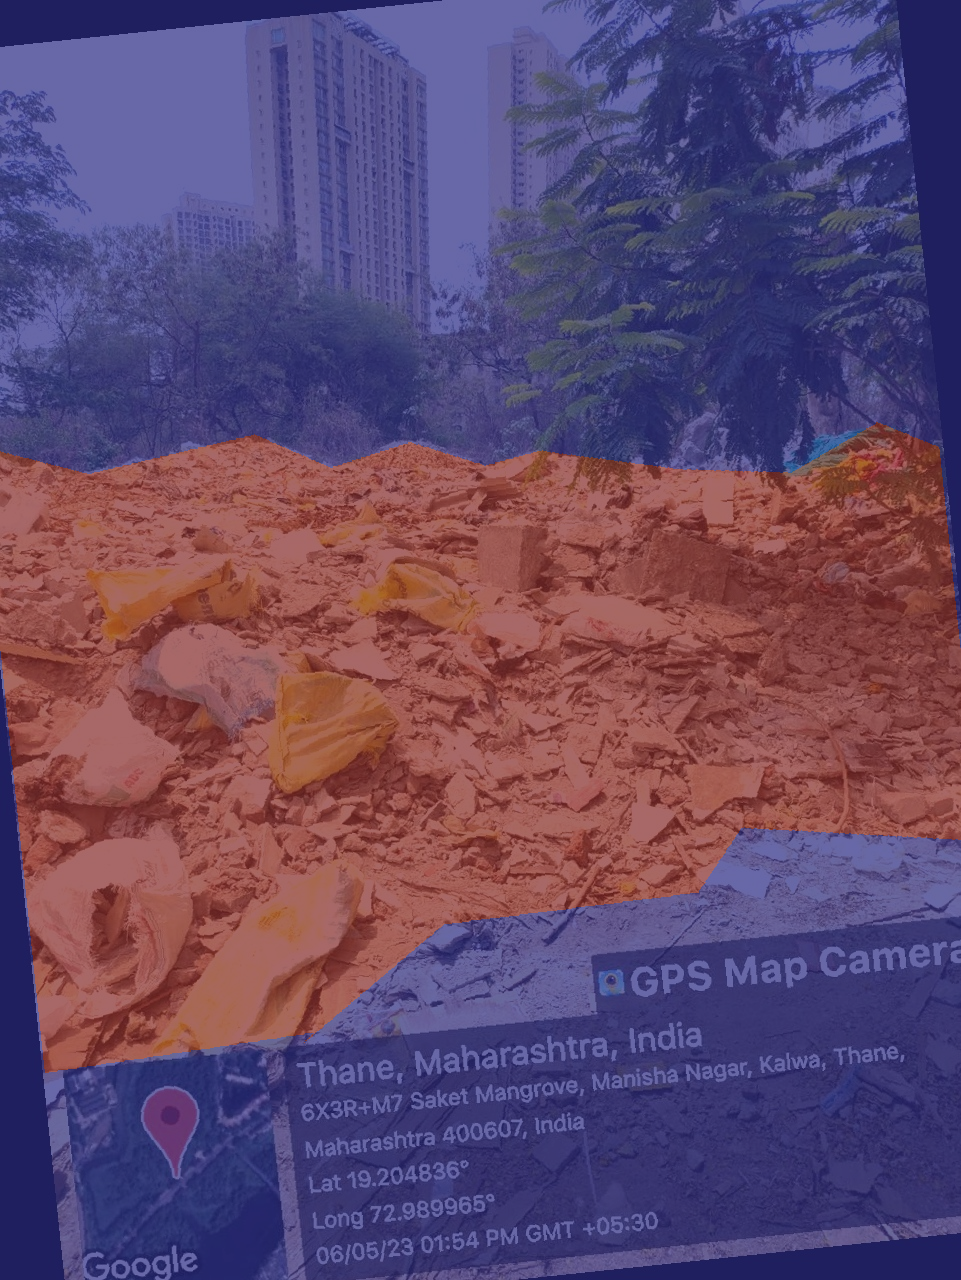 GPS Map Camera
Thane, Maharashtra, India
6X3R+M7 Saket Mangrove, Manisha Nagar, Kalwa, Thane,
Maharashtra 400607, India
Lat 19.204836°
Long 72.989965°
06/05/23 01:54 PM GMT +05:30
Google